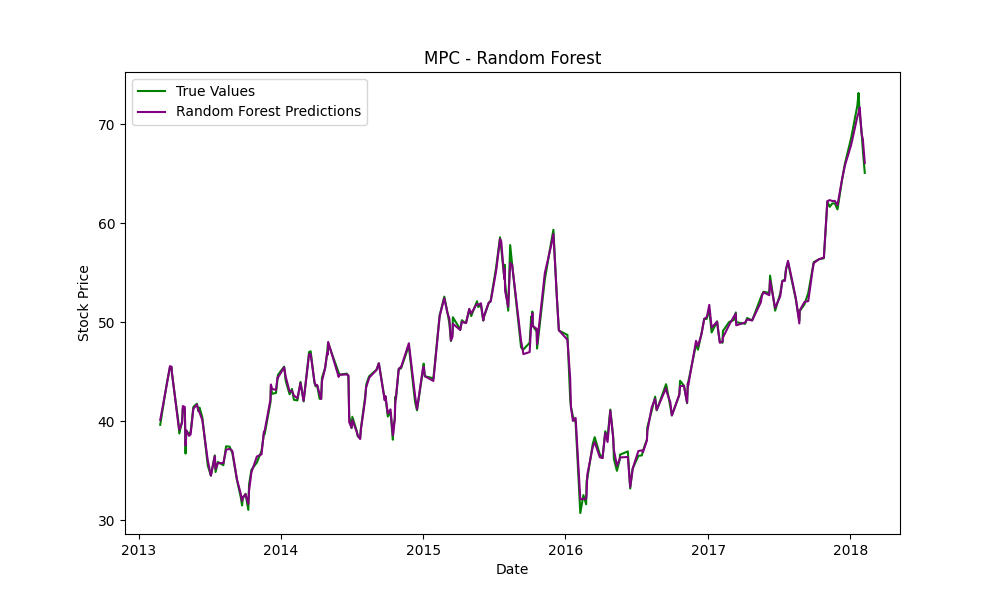 MPC - Random Forest
True Values
Random Forest Predictions
Stock Price
70
60
50
40
30
2013 2014 2015 2016 2017 2018
Date